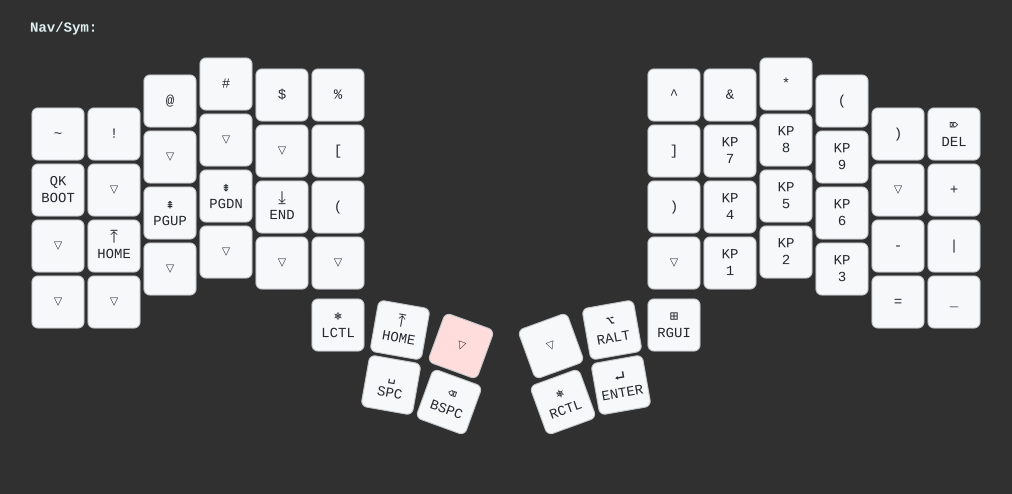 Nav/Sym:
~ ! @ # $ % ^ & * ( ) ⌦ DEL
QK BOOT ▽ ▽ ▽ ▽ [ ] KP 7 KP 8 KP 9 ▽ +
▽ ⤒ HOME ⇞ PGUP ⇟ PGDN ⤓ END ( ) KP 4 KP 5 KP 6 - |
▽ ▽ ▽ ▽ ▽ ▽ ▽ KP 1 KP 2 KP 3 = _
⎈ LCTL ⤒ HOME ▽ ▽ ⌥ RALT ⊞ RGUI
␣ SPC ⌫ BSPC ⎈ RCTL ↵ ENTER